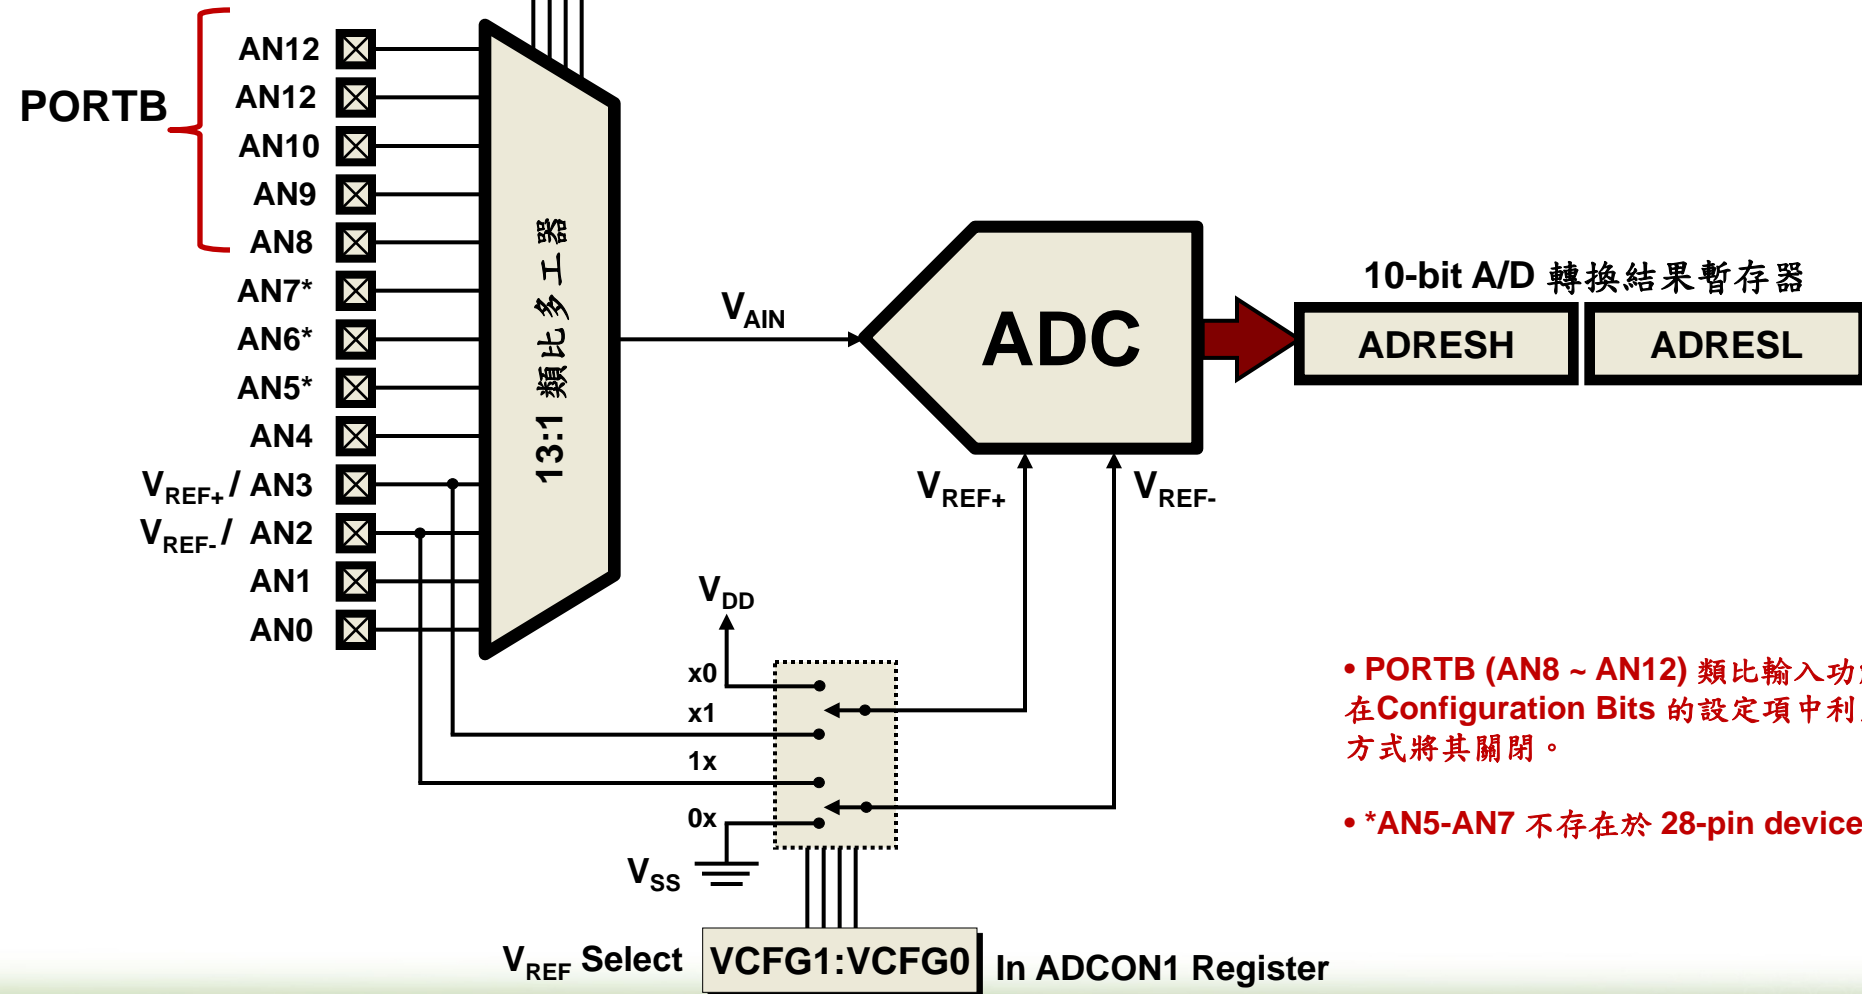 PORTB
AN12
AN12
AN10
AN9
AN8
AN7*
AN6*
AN5*
AN4
VREF+ / AN3
VREF- / AN2
AN1
AN0
13:1 類比多工器
VAIN
ADC
10-bit A/D 轉換結果暫存器
ADRESH
ADRESL
VREF+
VREF-
VDD
x0
x1
1x
0x
VSS
VREF Select
VCFG1:VCFG0
In ADCON1 Register
• PORTB (AN8 ~ AN12) 類比輸入功
在Configuration Bits 的設定項中利
方式將其關閉。
• *AN5-AN7 不存在於 28-pin device